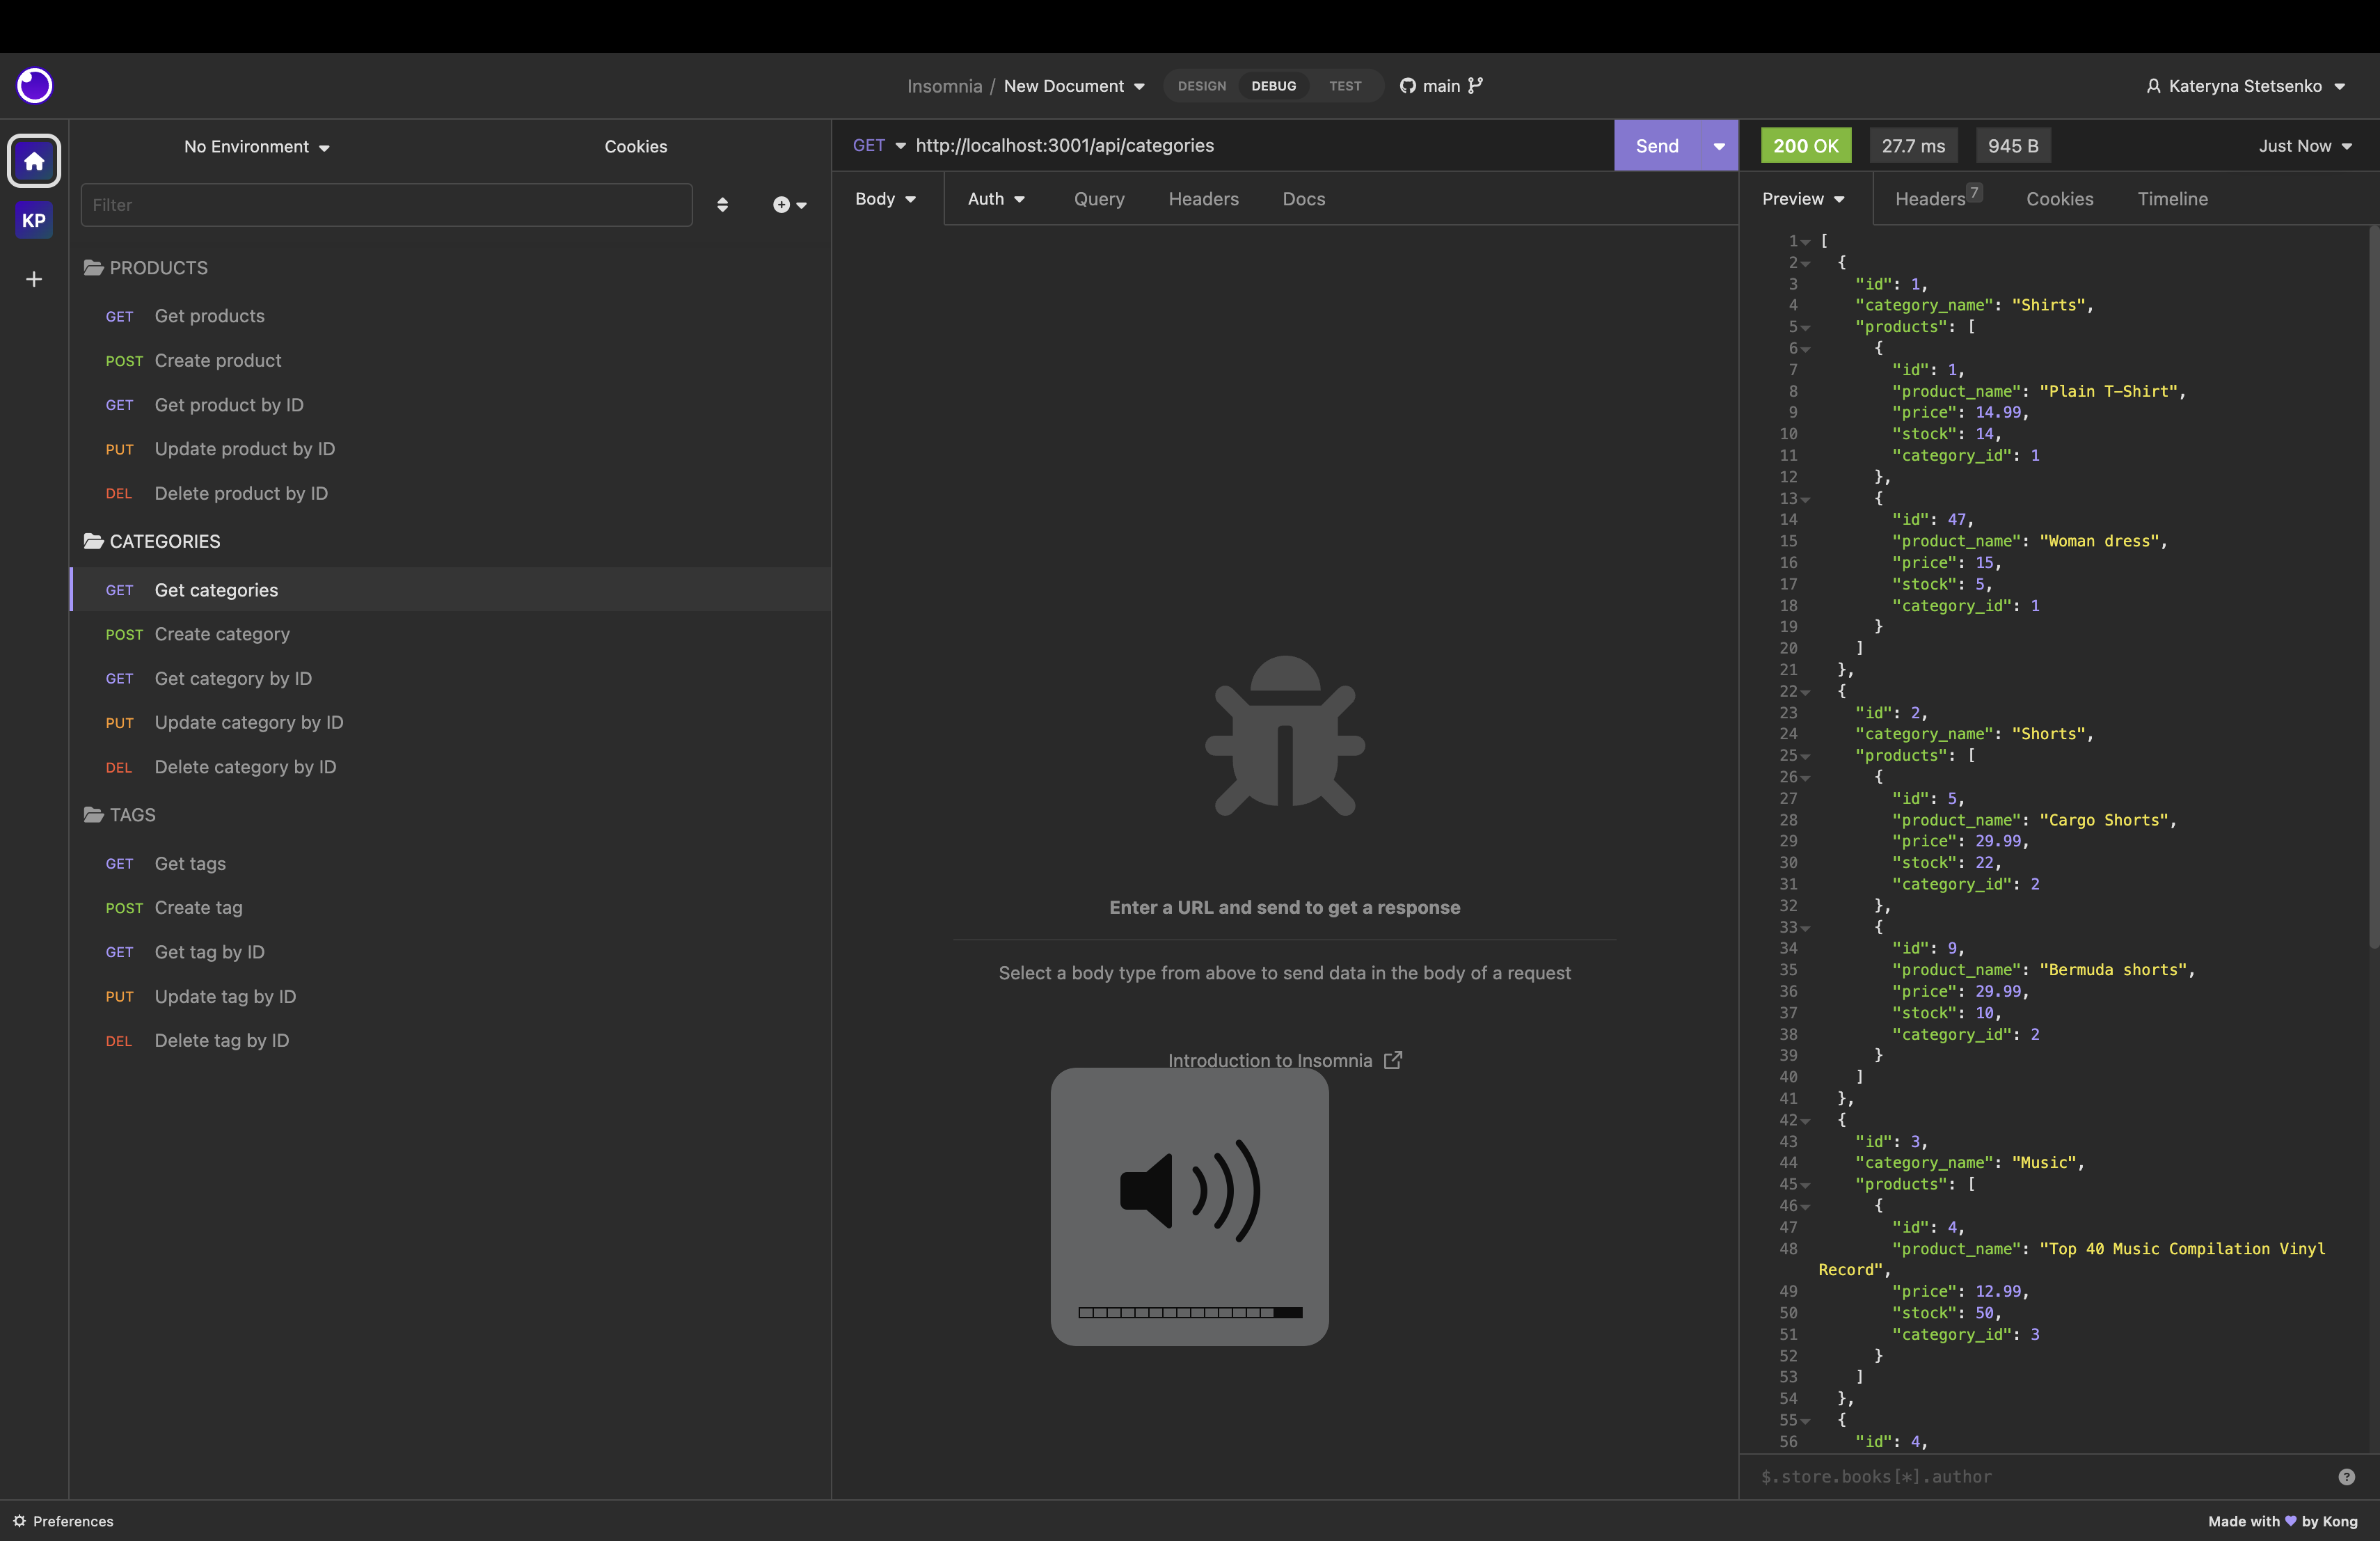 Insomnia / New Document
DESIGN DEBUG TEST
main
Kateryna Stetsenko
KP
+
No Environment
Cookies
Filter
PRODUCTS
GET Get products
POST Create product
GET Get product by ID
PUT Update product by ID
DEL Delete product by ID
CATEGORIES
GET Get categories
POST Create category
GET Get category by ID
PUT Update category by ID
DEL Delete category by ID
TAGS
GET Get tags
POST Create tag
GET Get tag by ID
PUT Update tag by ID
DEL Delete tag by ID
GET http://localhost:3001/api/categories
Send
Body Auth Query Headers Docs
Enter a URL and send to get a response
Select a body type from above to send data in the body of a request
Introduction to Insomnia
200 OK 27.7 ms 945 B Just Now
Preview Headers 7 Cookies Timeline
1 [
2 {
3 "id": 1,
4 "category_name": "Shirts",
5 "products": [
6 {
7 "id": 1,
8 "product_name": "Plain T-Shirt",
9 "price": 14.99,
10 "stock": 14,
11 "category_id": 1
12 },
13 {
14 "id": 47,
15 "product_name": "Woman dress",
16 "price": 15,
17 "stock": 5,
18 "category_id": 1
19 }
20 ]
21 },
22 {
23 "id": 2,
24 "category_name": "Shorts",
25 "products": [
26 {
27 "id": 5,
28 "product_name": "Cargo Shorts",
29 "price": 29.99,
30 "stock": 22,
31 "category_id": 2
32 },
33 {
34 "id": 9,
35 "product_name": "Bermuda shorts",
36 "price": 29.99,
37 "stock": 10,
38 "category_id": 2
39 }
40 ]
41 },
42 {
43 "id": 3,
44 "category_name": "Music",
45 "products": [
46 {
47 "id": 4,
48 "product_name": "Top 40 Music Compilation Vinyl
Record",
49 "price": 12.99,
50 "stock": 50,
51 "category_id": 3
52 }
53 ]
54 },
55 {
56 "id": 4,
$.store.books[*].author
?
Preferences
Made with ♥ by Kong